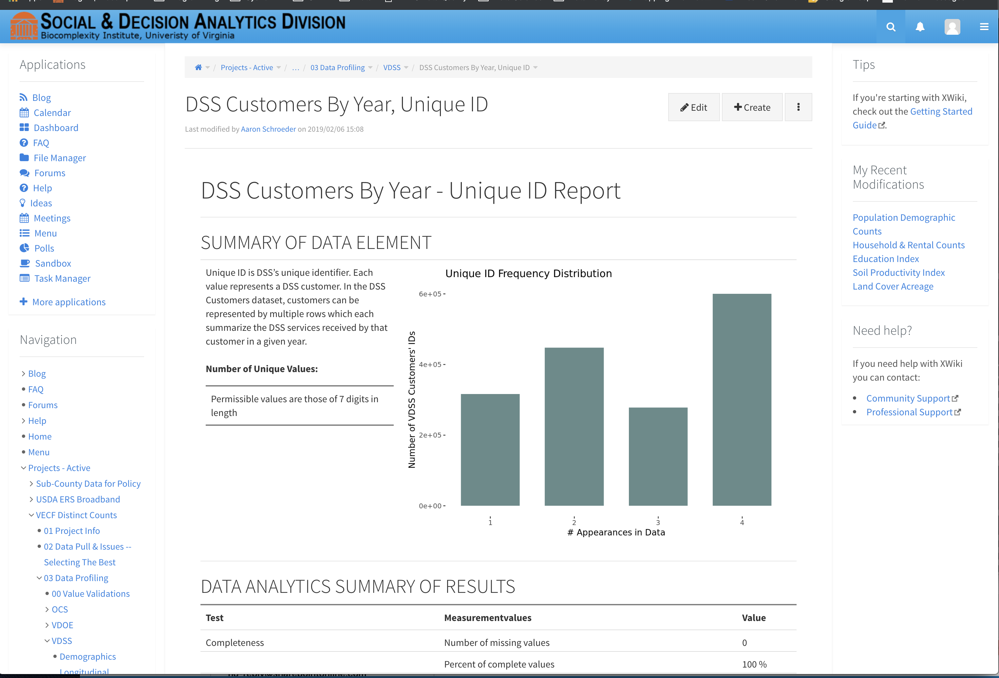 SOCIAL & DECISION ANALYTICS DIVISION
Biocomplexity Institute, Univeristy of Virginia
Applications
Blog
Calendar
Dashboard
FAQ
File Manager
Forums
Help
Ideas
Meetings
Menu
Polls
Sandbox
Task Manager
More applications
Navigation
Blog
FAQ
Forums
Help
Home
Menu
Projects - Active
Sub-County Data for Policy
USDA ERS Broadband
VECF Distinct Counts
01 Project Info
02 Data Pull & Issues --
Selecting The Best
03 Data Profiling
00 Value Validations
OCS
VDOE
VDSS
Demographics
Longitudinal
/ Projects - Active / ... / 03 Data Profiling / VDSS / DSS Customers By Year, Unique ID
DSS Customers By Year, Unique ID
Edit
Create
Last modified by Aaron Schroeder on 2019/02/06 15:08
DSS Customers By Year - Unique ID Report
SUMMARY OF DATA ELEMENT
Unique ID is DSS’s unique identifier. Each
value represents a DSS customer. In the DSS
Customers dataset, customers can be
represented by multiple rows which each
summarize the DSS services received by that
customer in a given year.
Number of Unique Values:
Permissible values are those of 7 digits in
length
Unique ID Frequency Distribution
Number of VDSS Customers' IDs
6e+05
4e+05
2e+05
0e+00
1 2 3 4
# Appearances in Data
DATA ANALYTICS SUMMARY OF RESULTS
Test Measurementvalues Value
Completeness Number of missing values 0
Percent of complete values 100 %
Tips
If you're starting with XWiki,
check out the Getting Started
Guide.
My Recent
Modifications
Population Demographic
Counts
Household & Rental Counts
Education Index
Soil Productivity Index
Land Cover Acreage
Need help?
If you need help with XWiki
you can contact:
Community Support
Professional Support